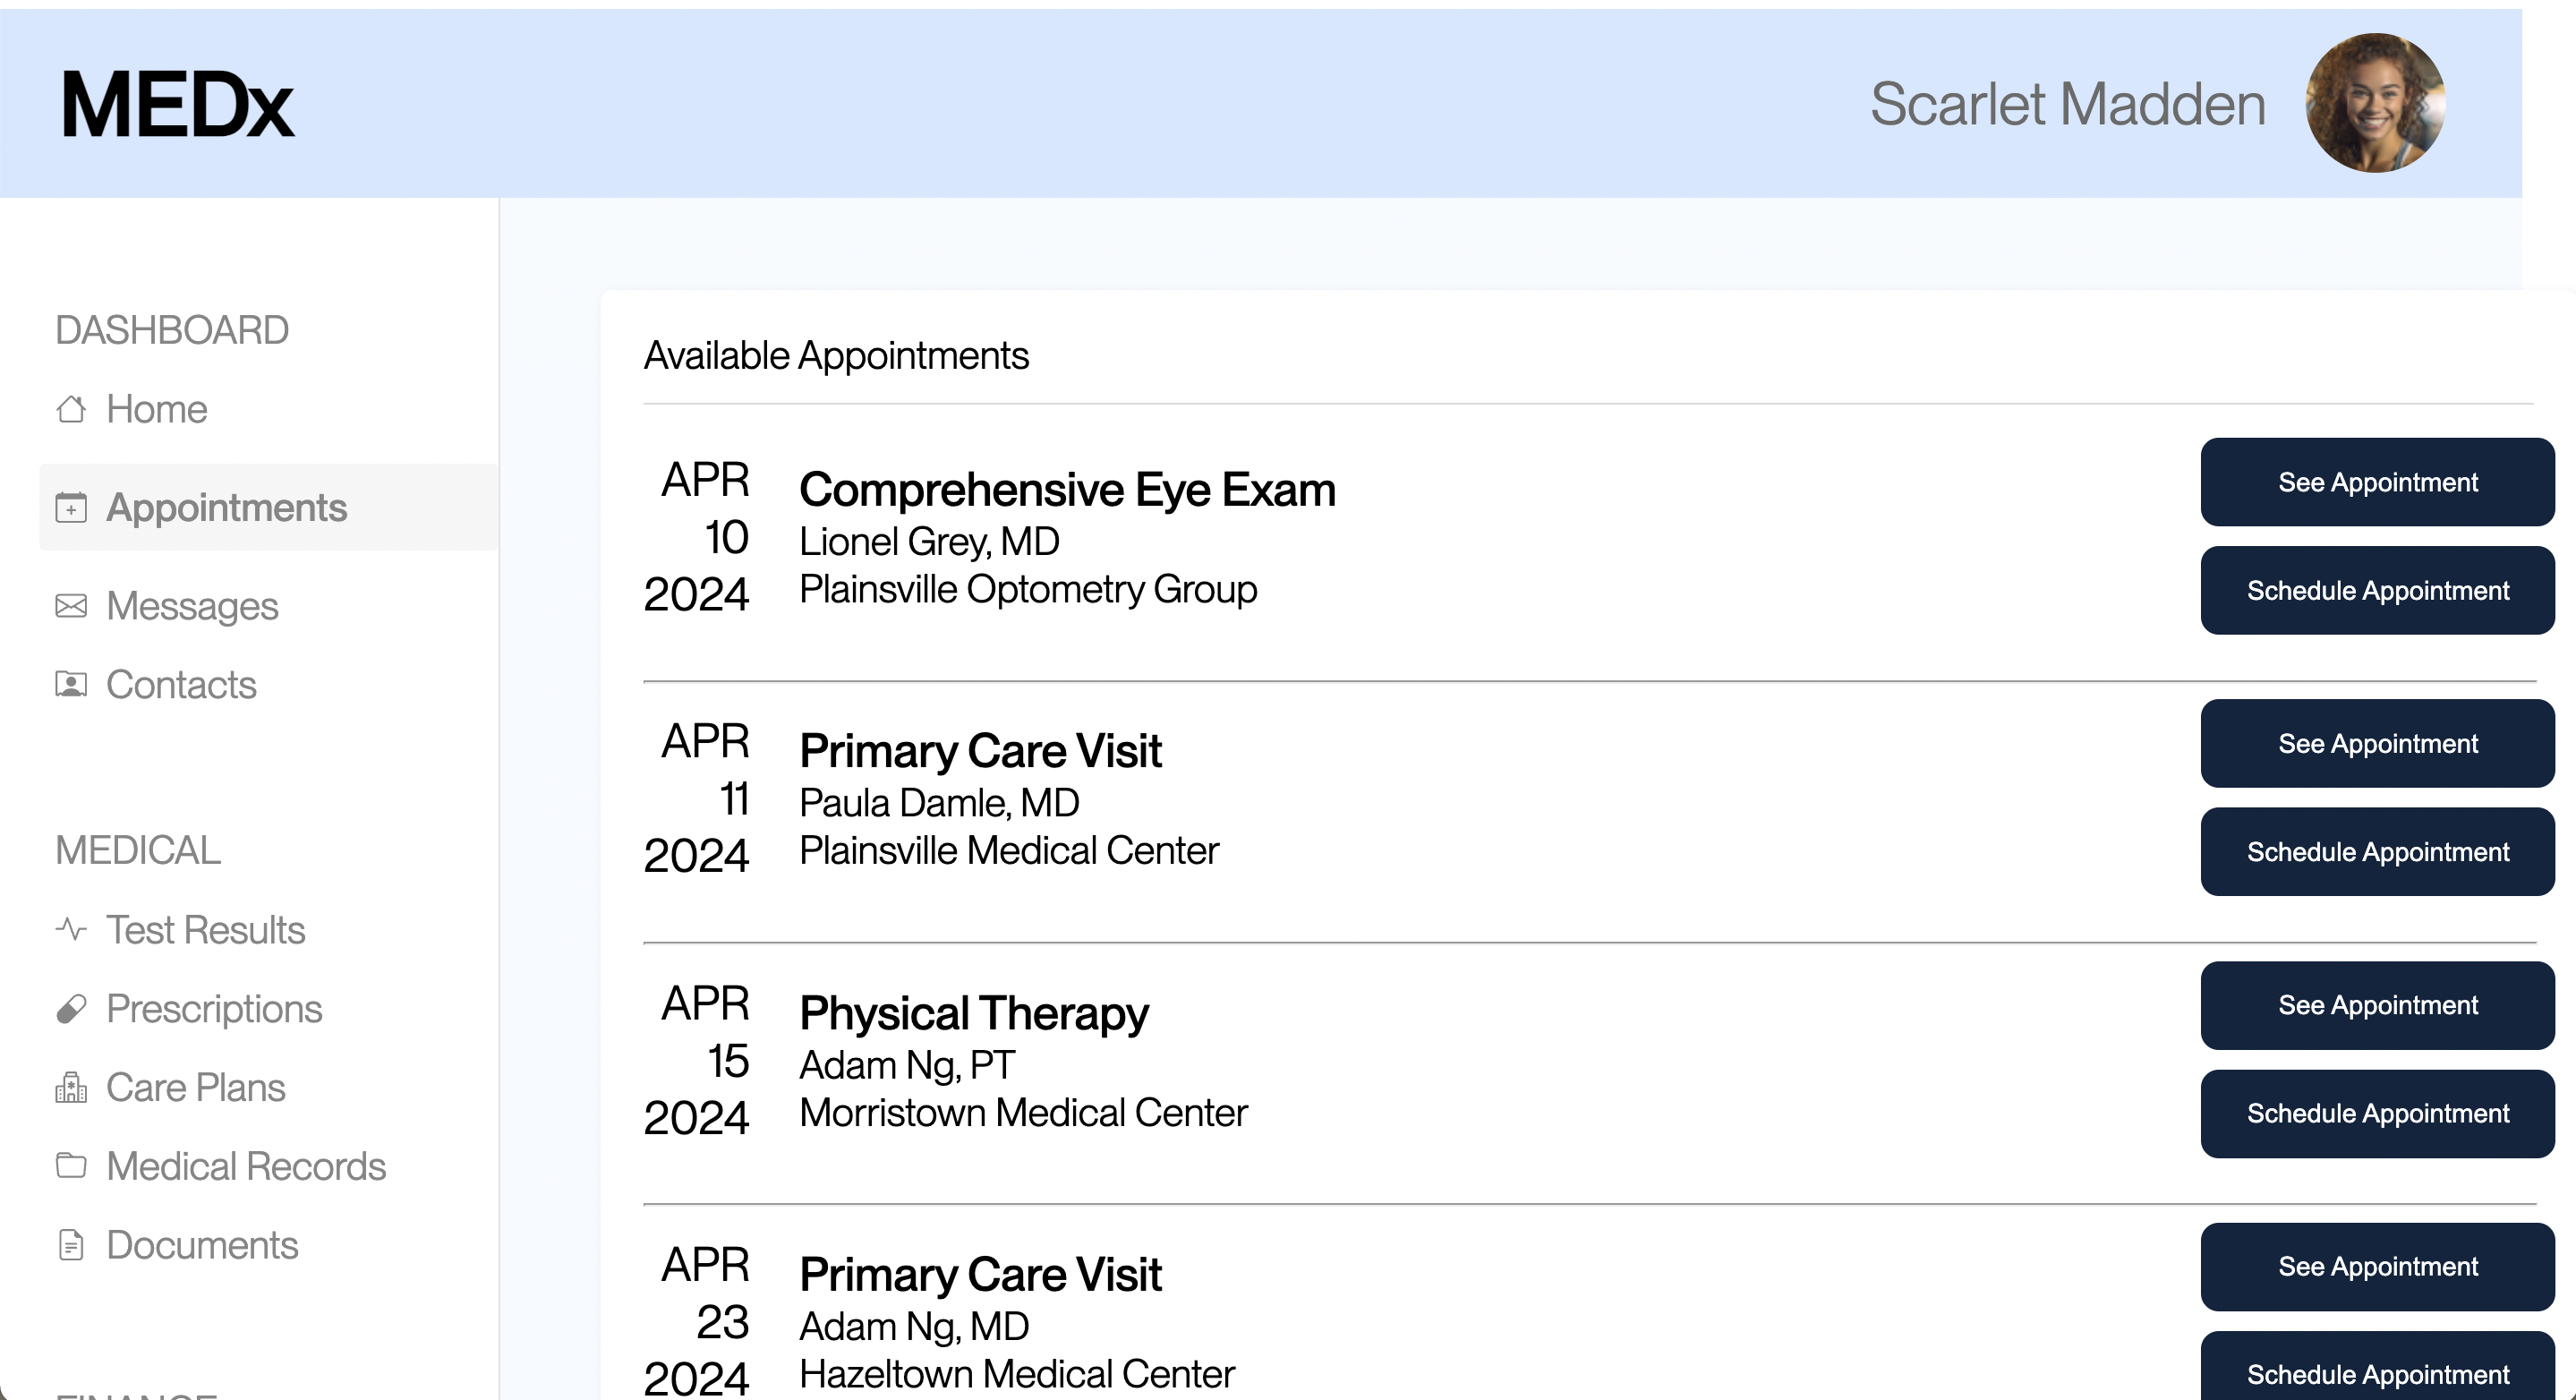 MEDx
Scarlet Madden
DASHBOARD
Home
Appointments
Messages
Contacts
MEDICAL
Test Results
Prescriptions
Care Plans
Medical Records
Documents
FINANCE
Available Appointments
APR
10
2024
Comprehensive Eye Exam
Lionel Grey, MD
Plainsville Optometry Group
See Appointment
Schedule Appointment
APR
11
2024
Primary Care Visit
Paula Damle, MD
Plainsville Medical Center
See Appointment
Schedule Appointment
APR
15
2024
Physical Therapy
Adam Ng, PT
Morristown Medical Center
See Appointment
Schedule Appointment
APR
23
2024
Primary Care Visit
Adam Ng, MD
Hazeltown Medical Center
See Appointment
Schedule Appointment